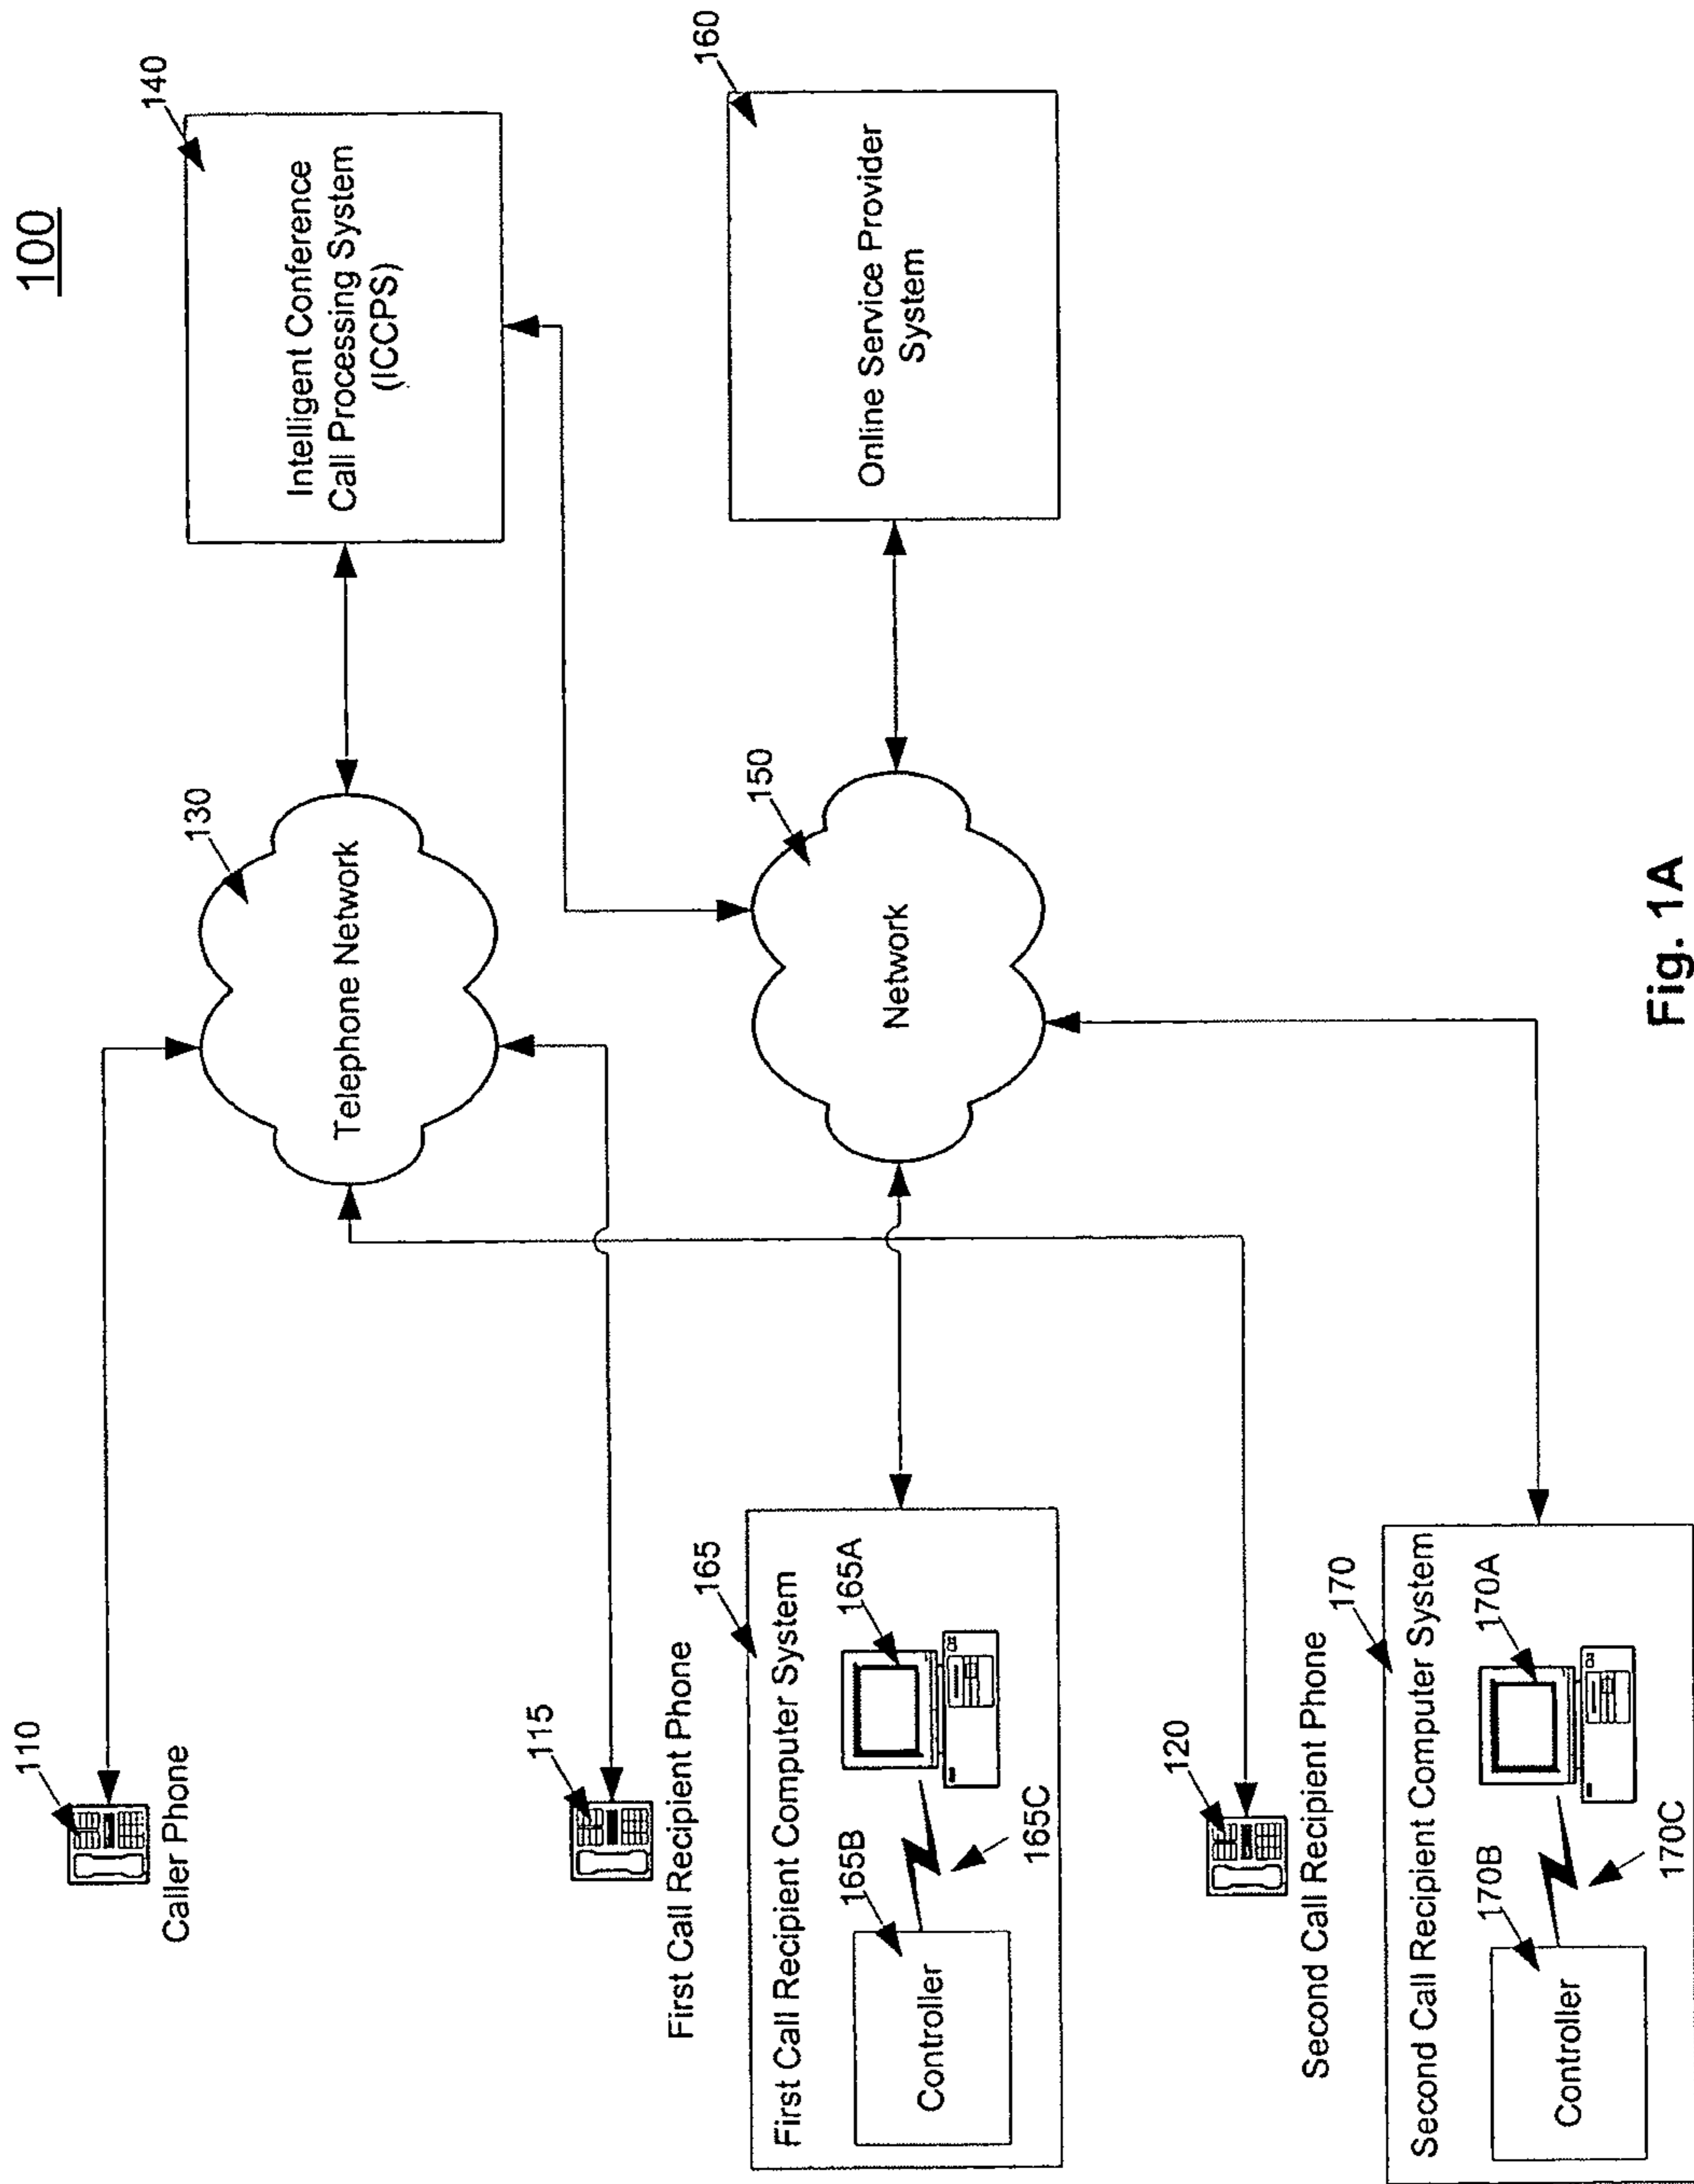 100
110
Caller Phone
130
Telephone Network
140
Intelligent Conference
Call Processing System
(ICCPS)
115
First Call Recipient Phone
165
First Call Recipient Computer System
165A
165B
Controller
165C
150
Network
160
Online Service Provider
System
120
Second Call Recipient Phone
170
Second Call Recipient Computer System
170A
170B
Controller
170C
Fig. 1A